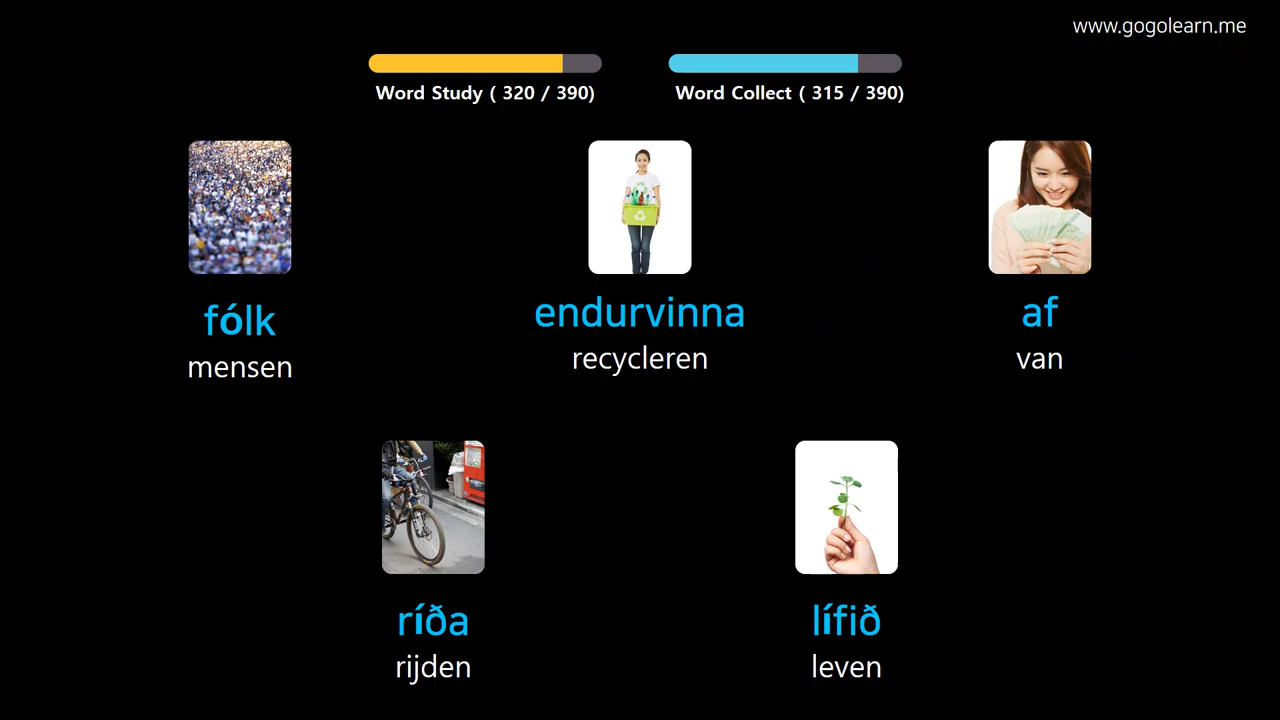 www.gogolearn.me
Word Study ( 320 / 390)
Word Collect ( 315 / 390)
fólk
mensen
endurvinna
recycleren
af
van
ríða
rijden
lífið
leven